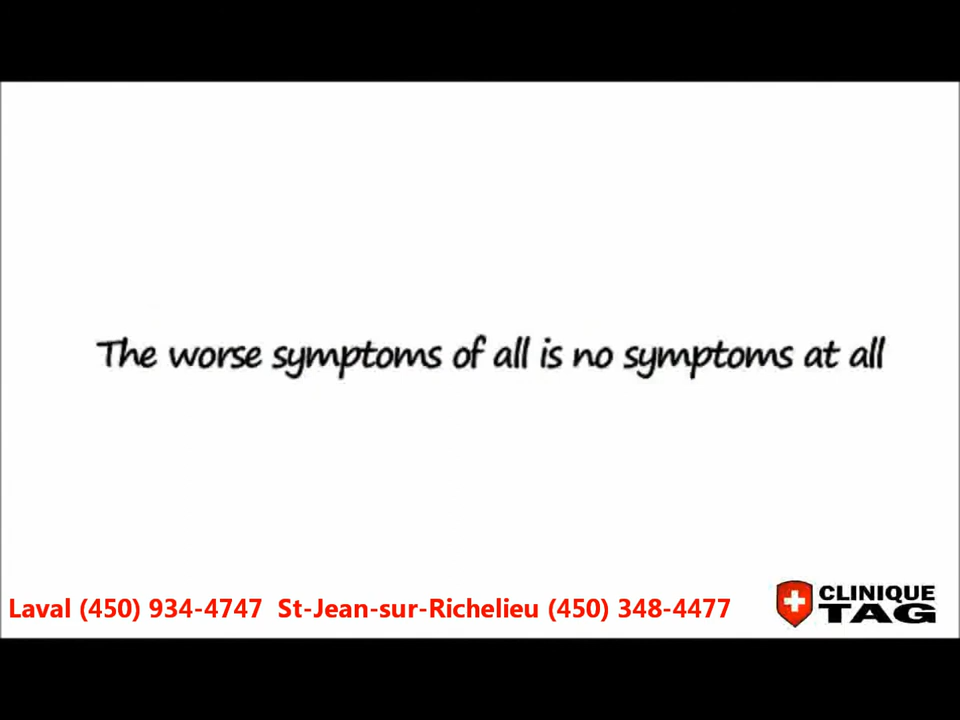 The worse symptoms of all is no symptoms at all
Laval (450) 934-4747 St-Jean-sur-Richelieu (450) 348-4477
CLINIQUE
TAG